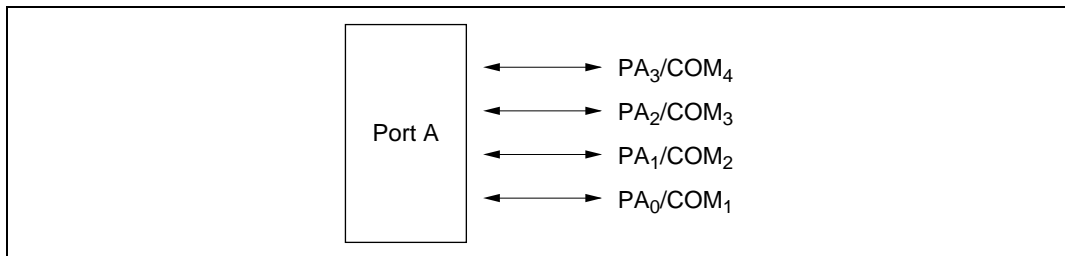 Port A
PA₃/COM₄
PA₂/COM₃
PA₁/COM₂
PA₀/COM₁